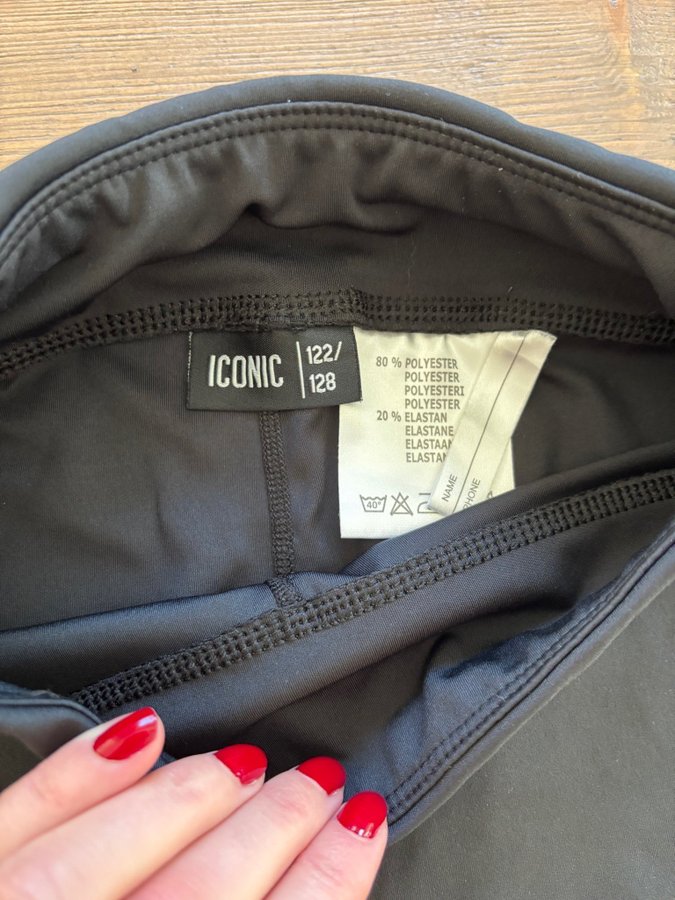 ICONIC
122/
128
80 % POLYESTER
POLYESTER
POLYESTERI
POLYESTER
20 % ELASTAN
ELASTANE
ELASTAAN
ELASTAN
40°
NAME
PHONE